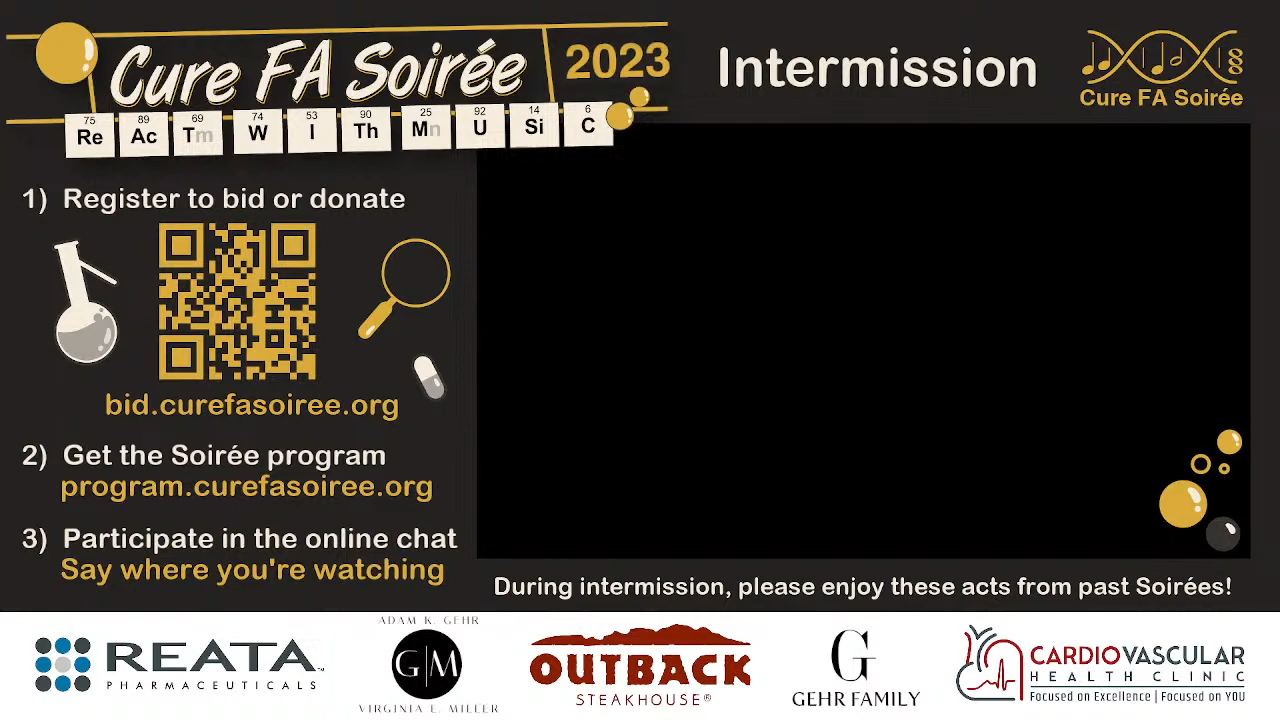 Cure FA Soirée 2023
75 89 69 74 53 90 25 92 14 6
Re Ac Tm W I Th Mn U Si C
Intermission
Cure FA Soirée
1) Register to bid or donate
bid.curefasoiree.org
2) Get the Soirée program
program.curefasoiree.org
3) Participate in the online chat
Say where you're watching
During intermission, please enjoy these acts from past Soirées!
REATA™
PHARMACEUTICALS
ADAM K. GEHR
G|M
VIRGINIA L. MILLER
OUTBACK
STEAKHOUSE®
G
GEHR FAMILY
CARDIOVASCULAR
HEALTH CLINIC
Focused on Excellence | Focused on YOU